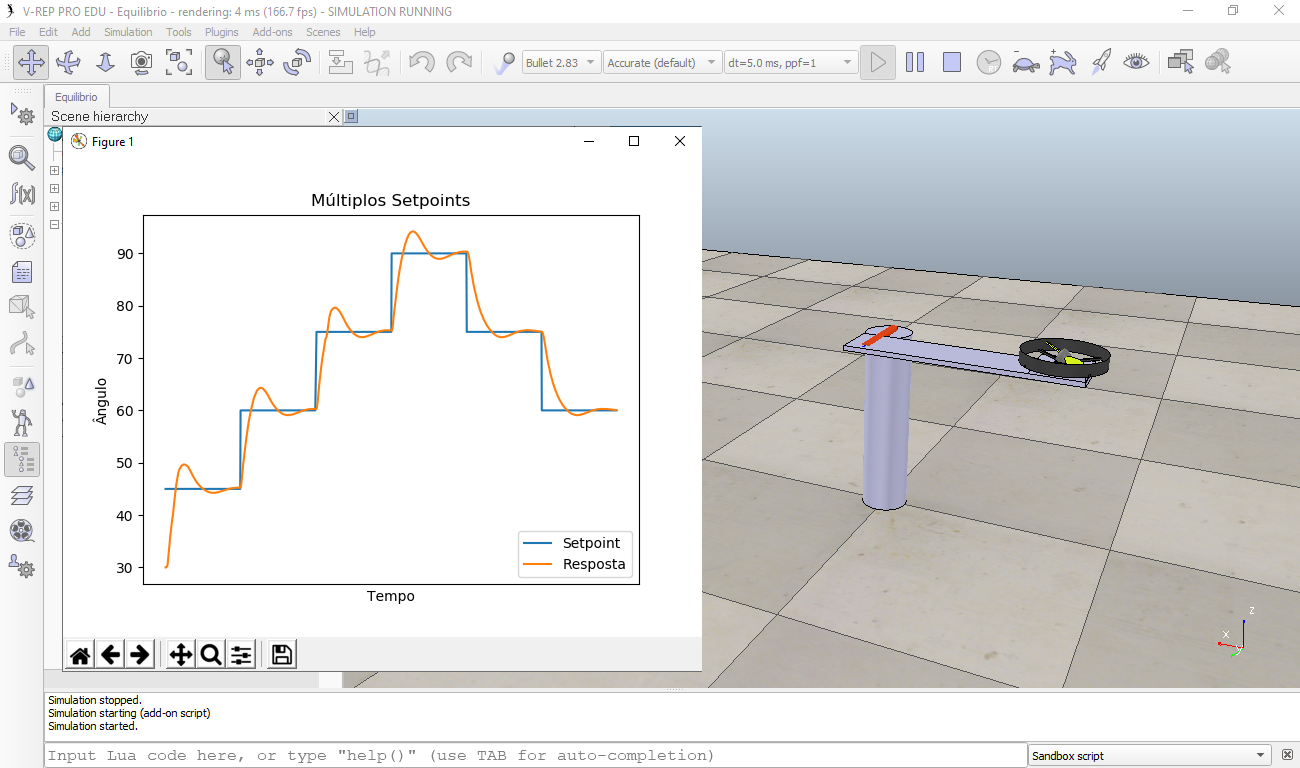 V-REP PRO EDU - Equilibrio - rendering: 4 ms (166.7 fps) - SIMULATION RUNNING
File Edit Add Simulation Tools Plugins Add-ons Scenes Help
Bullet 2.83 Accurate (default) dt=5.0 ms, ppf=1
Equilibrio
Scene hierarchy
f(x)
Figure 1
Múltiplos Setpoints
90
80
70
60
50
40
30
Ângulo
Setpoint
Resposta
Tempo
z
x
y
Simulation stopped.
Simulation starting (add-on script)
Simulation started.
Input Lua code here, or type "help()" (use TAB for auto-completion)
Sandbox script